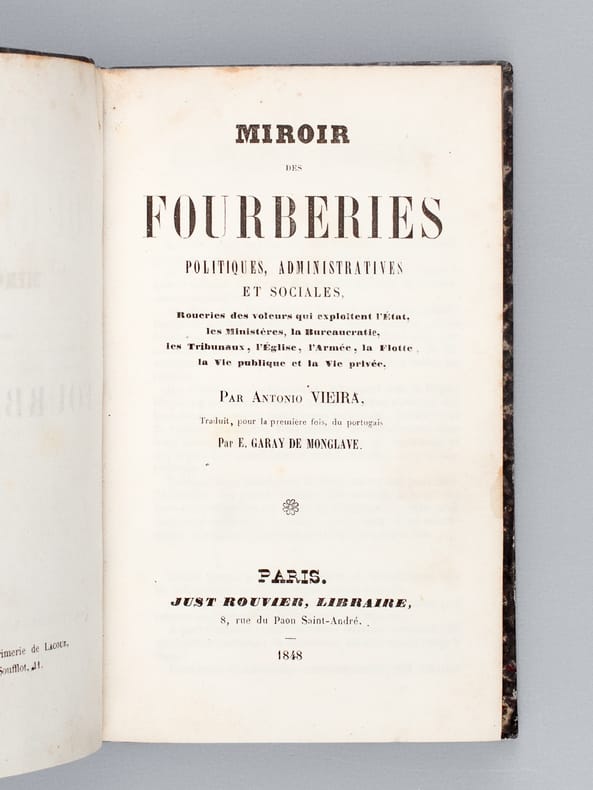 MIROIR
DES
FOURBERIES
POLITIQUES, ADMINISTRATIVES
ET SOCIALES,
Roueries des voleurs qui exploitent l'État,
les Ministères, la Bureaucratie,
les Tribunaux, l'Église, l'Armée, la Flotte,
la Vie publique et la Vie privée,
PAR ANTONIO VIEIRA,
Traduit, pour la première fois, du portogais
Par E. GARAY DE MONGLAVE.
PARIS.
JUST ROUVIER, LIBRAIRE,
8, rue du Paon Saint-André.
1848
de LACOUR,
Soufflot, 11.